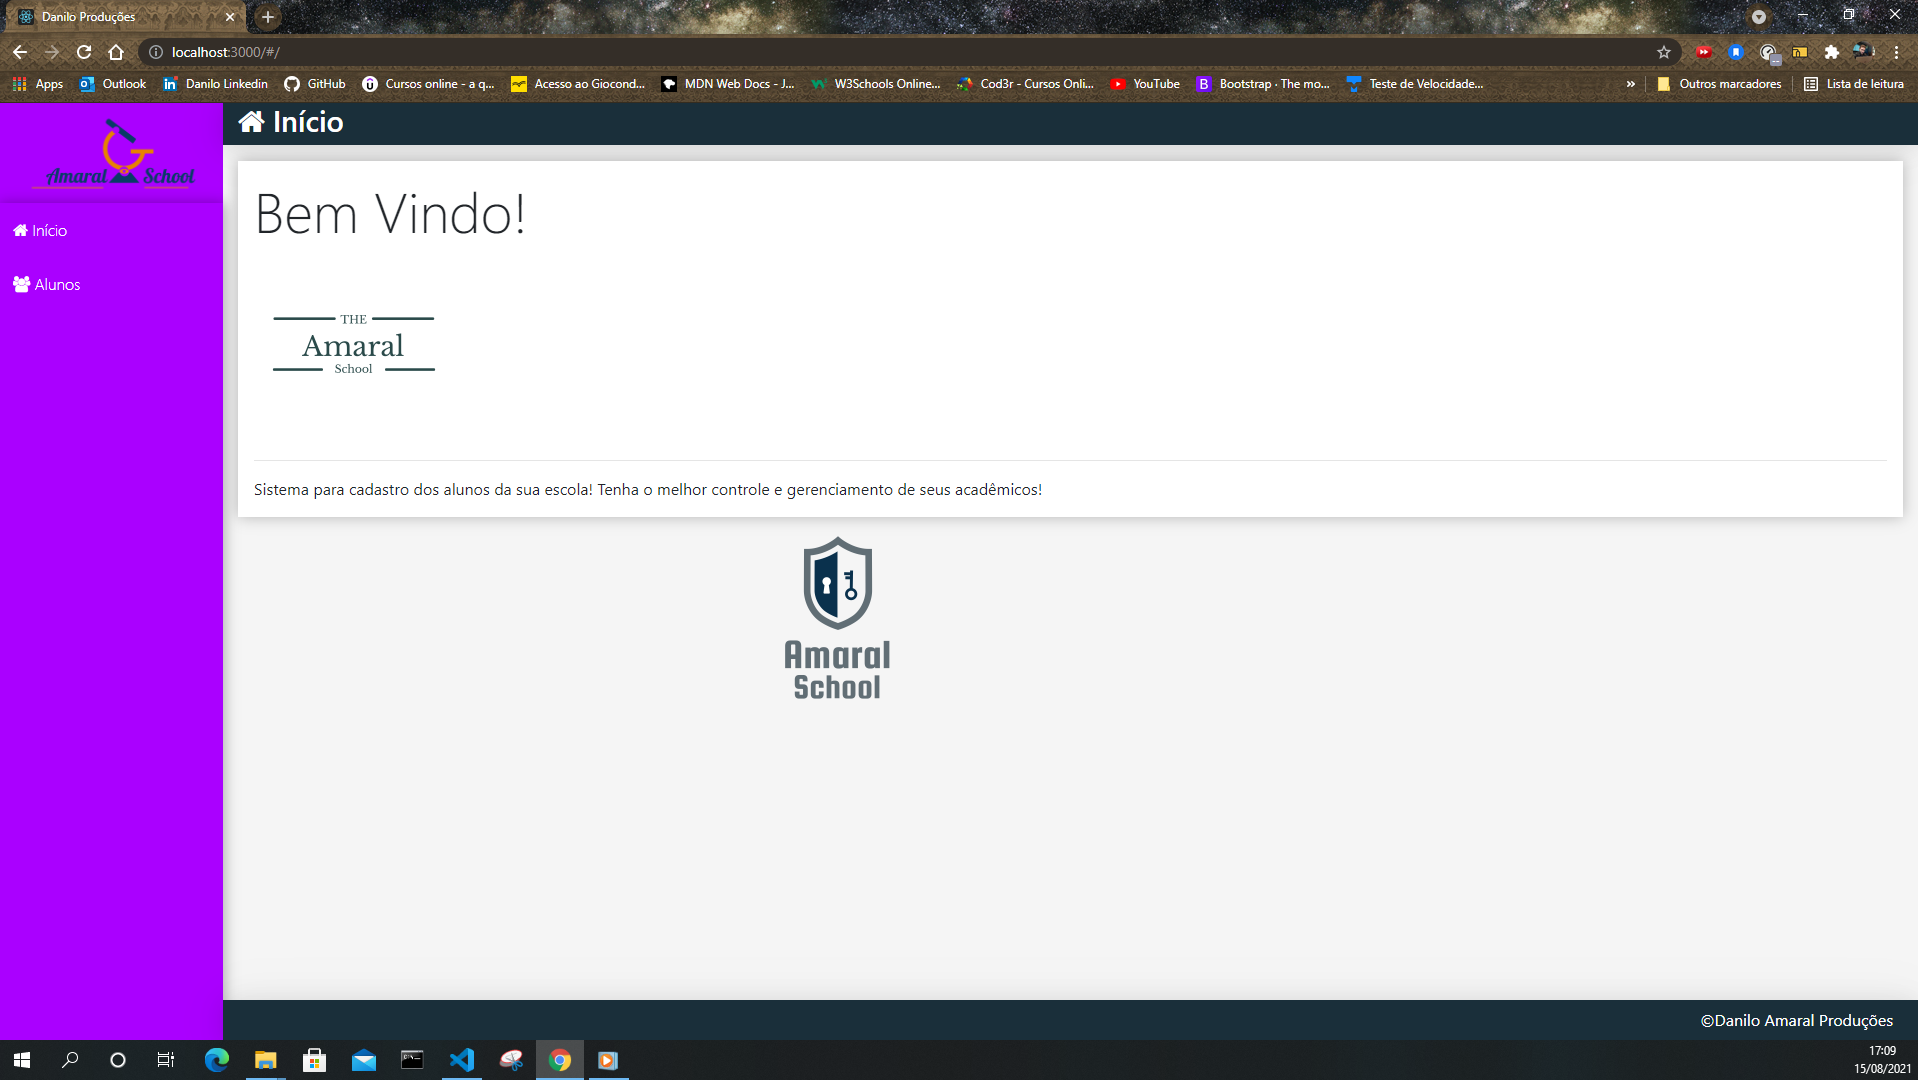 Danilo Produções
localhost:3000/#/
Apps
Outlook
Danilo Linkedin
GitHub
Cursos online - a q...
Acesso ao Giocond...
MDN Web Docs - J...
W3Schools Online...
Cod3r - Cursos Onli...
YouTube
Bootstrap · The mo...
Teste de Velocidade...
»
Outros marcadores
Lista de leitura
Amaral School
Início
Alunos
Início
Bem Vindo!
THE
Amaral
School
Sistema para cadastro dos alunos da sua escola! Tenha o melhor controle e gerenciamento de seus acadêmicos!
Amaral
School
©Danilo Amaral Produções
17:09
15/08/2021